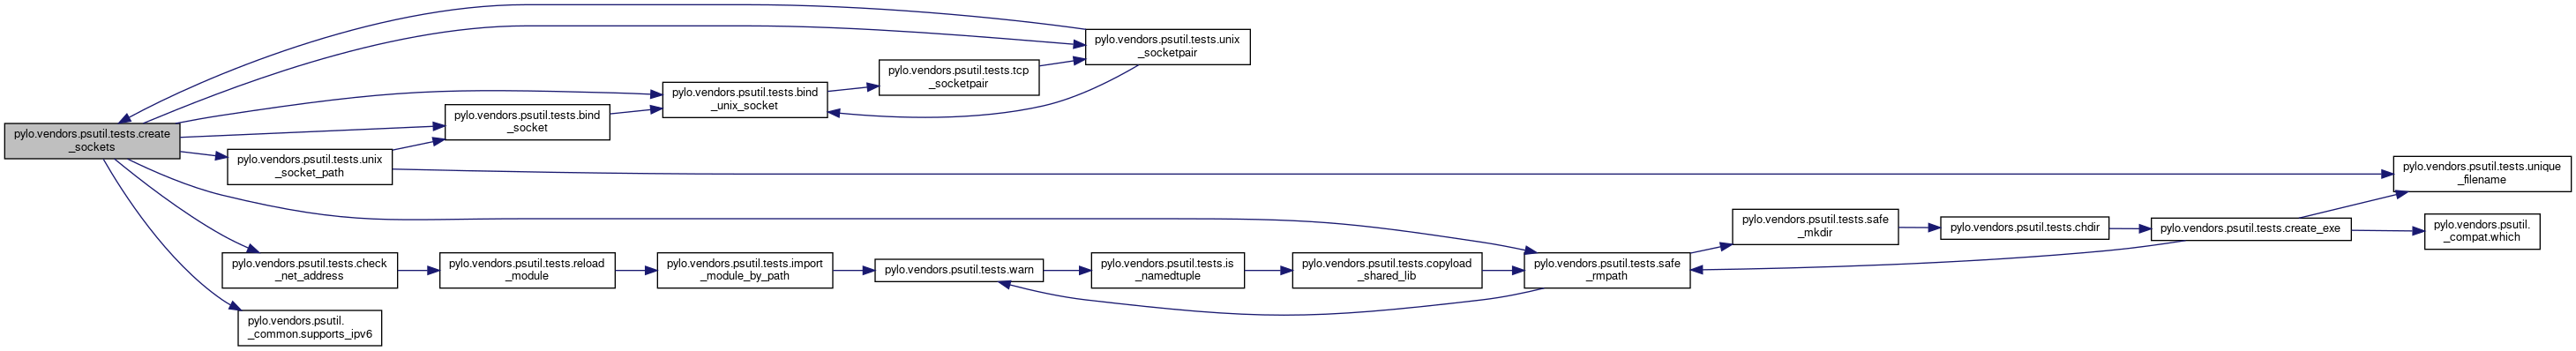 pylo.vendors.psutil.tests.create
_sockets
pylo.vendors.psutil.tests.unix
_socket_path
pylo.vendors.psutil.tests.check
_net_address
pylo.vendors.psutil.
_common.supports_ipv6
pylo.vendors.psutil.tests.bind
_socket
pylo.vendors.psutil.tests.reload
_module
pylo.vendors.psutil.tests.bind
_unix_socket
pylo.vendors.psutil.tests.import
_module_by_path
pylo.vendors.psutil.tests.tcp
_socketpair
pylo.vendors.psutil.tests.warn
pylo.vendors.psutil.tests.unix
_socketpair
pylo.vendors.psutil.tests.is
_namedtuple
pylo.vendors.psutil.tests.copyload
_shared_lib
pylo.vendors.psutil.tests.safe
_rmpath
pylo.vendors.psutil.tests.safe
_mkdir
pylo.vendors.psutil.tests.chdir
pylo.vendors.psutil.tests.create_exe
pylo.vendors.psutil.tests.unique
_filename
pylo.vendors.psutil.
_compat.which